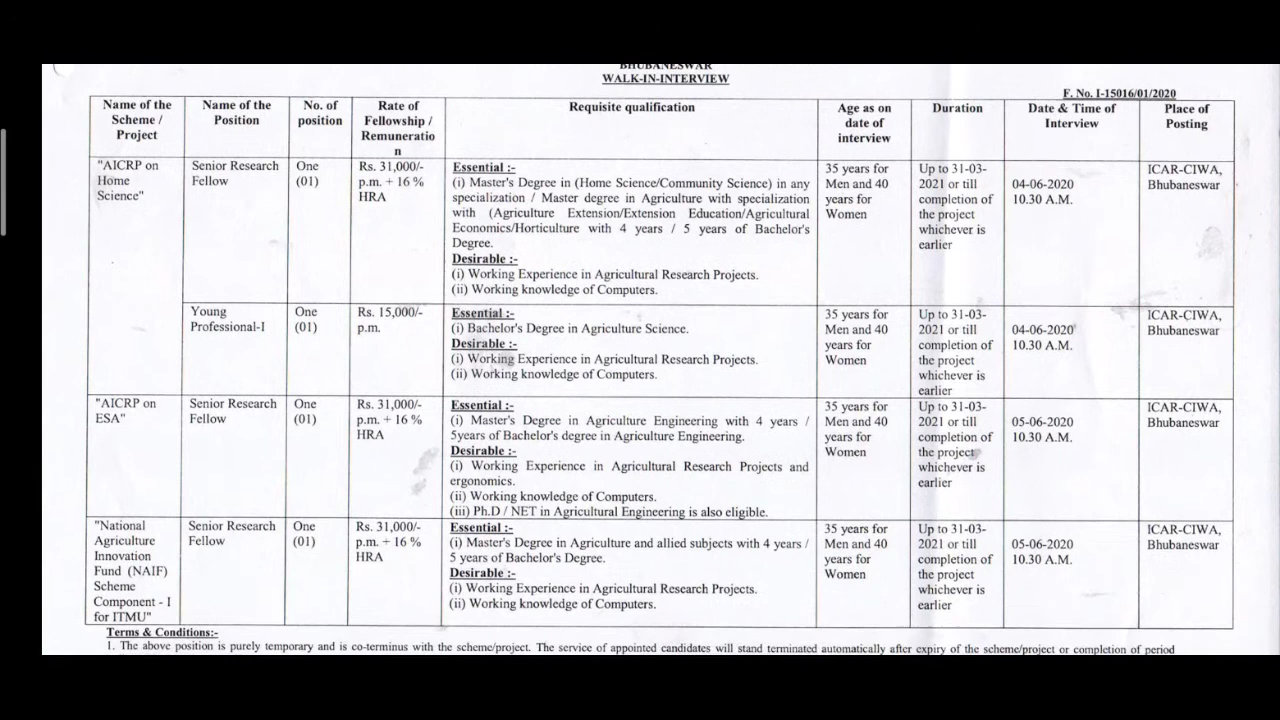 BHUBANESWAR
WALK-IN-INTERVIEW
F. No. I-15016/01/2020
Name of the Scheme / Project
Name of the Position
No. of position
Rate of Fellowship / Remuneratio n
Requisite qualification
Age as on date of interview
Duration
Date & Time of Interview
Place of Posting
"AICRP on
Home
Science"
Senior Research
Fellow
One
(01)
Rs. 31,000/-
p.m. + 16 %
HRA
Essential :-
(i) Master's Degree in (Home Science/Community Science) in any
specialization / Master degree in Agriculture with specialization
with (Agriculture Extension/Extension Education/Agricultural
Economics/Horticulture with 4 years / 5 years of Bachelor's
Degree.
Desirable :-
(i) Working Experience in Agricultural Research Projects.
(ii) Working knowledge of Computers.
35 years for
Men and 40
years for
Women
Up to 31-03-
2021 or till
completion of
the project
whichever is
earlier
04-06-2020
10.30 A.M.
ICAR-CIWA,
Bhubaneswar
Young
Professional-I
One
(01)
Rs. 15,000/-
p.m.
Essential :-
(i) Bachelor's Degree in Agriculture Science.
Desirable :-
(i) Working Experience in Agricultural Research Projects.
(ii) Working knowledge of Computers.
35 years for
Men and 40
years for
Women
Up to 31-03-
2021 or till
completion of
the project
whichever is
earlier
04-06-2020
10.30 A.M.
ICAR-CIWA,
Bhubaneswar
"AICRP on
ESA"
Senior Research
Fellow
One
(01)
Rs. 31,000/-
p.m. + 16 %
HRA
Essential :-
(i) Master's Degree in Agriculture Engineering with 4 years /
5years of Bachelor's degree in Agriculture Engineering.
Desirable :-
(i) Working Experience in Agricultural Research Projects and
ergonomics.
(ii) Working knowledge of Computers.
(iii) Ph.D / NET in Agricultural Engineering is also eligible.
35 years for
Men and 40
years for
Women
Up to 31-03-
2021 or till
completion of
the project
whichever is
earlier
05-06-2020
10.30 A.M.
ICAR-CIWA,
Bhubaneswar
"National
Agriculture
Innovation
Fund (NAIF)
Scheme
Component - I
for ITMU"
Senior Research
Fellow
One
(01)
Rs. 31,000/-
p.m. + 16 %
HRA
Essential :-
(i) Master's Degree in Agriculture and allied subjects with 4 years /
5 years of Bachelor's Degree.
Desirable :-
(i) Working Experience in Agricultural Research Projects.
(ii) Working knowledge of Computers.
35 years for
Men and 40
years for
Women
Up to 31-03-
2021 or till
completion of
the project
whichever is
earlier
05-06-2020
10.30 A.M.
ICAR-CIWA,
Bhubaneswar
Terms & Conditions:-
1. The above position is purely temporary and is co-terminus with the scheme/project. The service of appointed candidates will stand terminated automatically after expiry of the scheme/project or completion of period